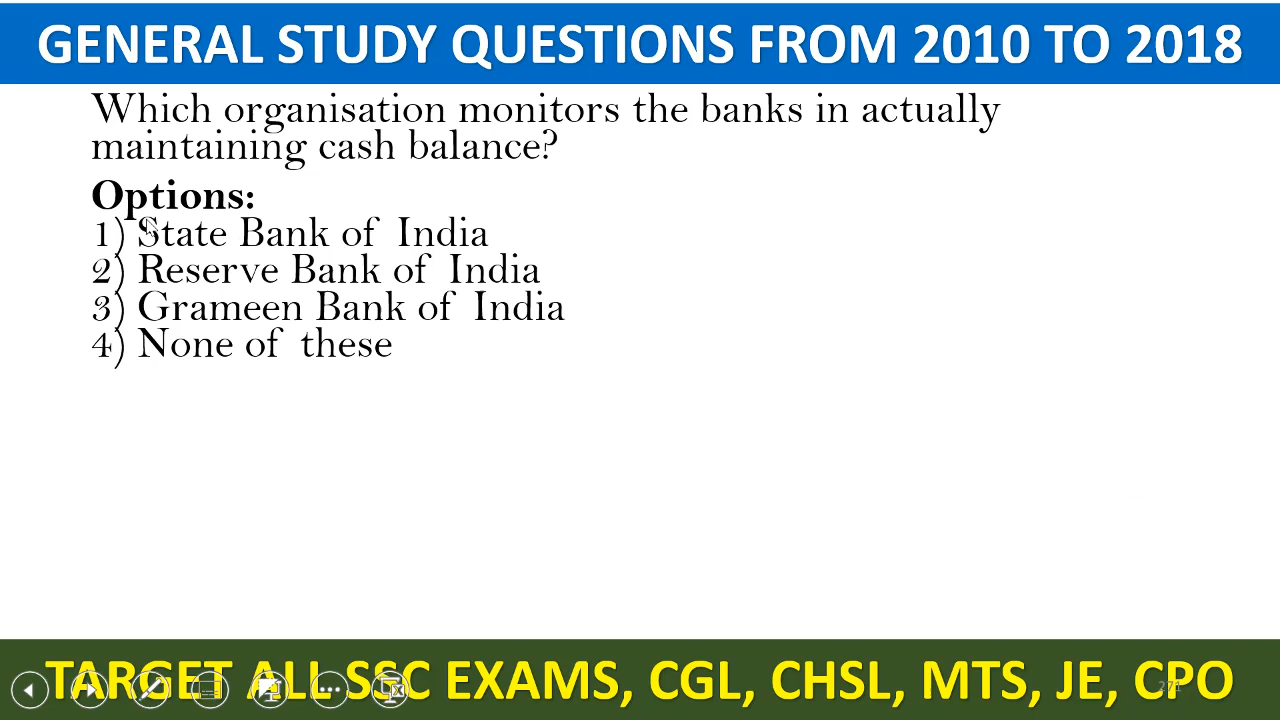 GENERAL STUDY QUESTIONS FROM 2010 TO 2018
Which organisation monitors the banks in actually
maintaining cash balance?
Options:
1) State Bank of India
2) Reserve Bank of India
3) Grameen Bank of India
4) None of these
TARGET ALL SSC EXAMS, CGL, CHSL, MTS, JE, CPO
271